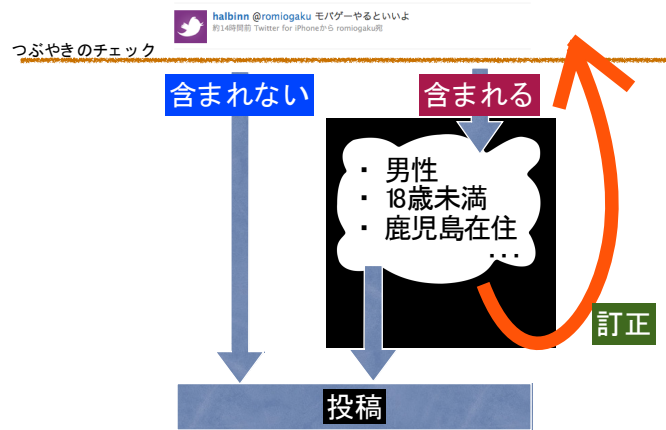 halbinn @romiogaku モバゲーやるといいよ
約14時間前 Twitter for iPhoneから romiogaku宛
つぶやきのチェック
含まれない
含まれる
・ 男性
・ 18歳未満
・ 鹿児島在住
...
訂正
投稿